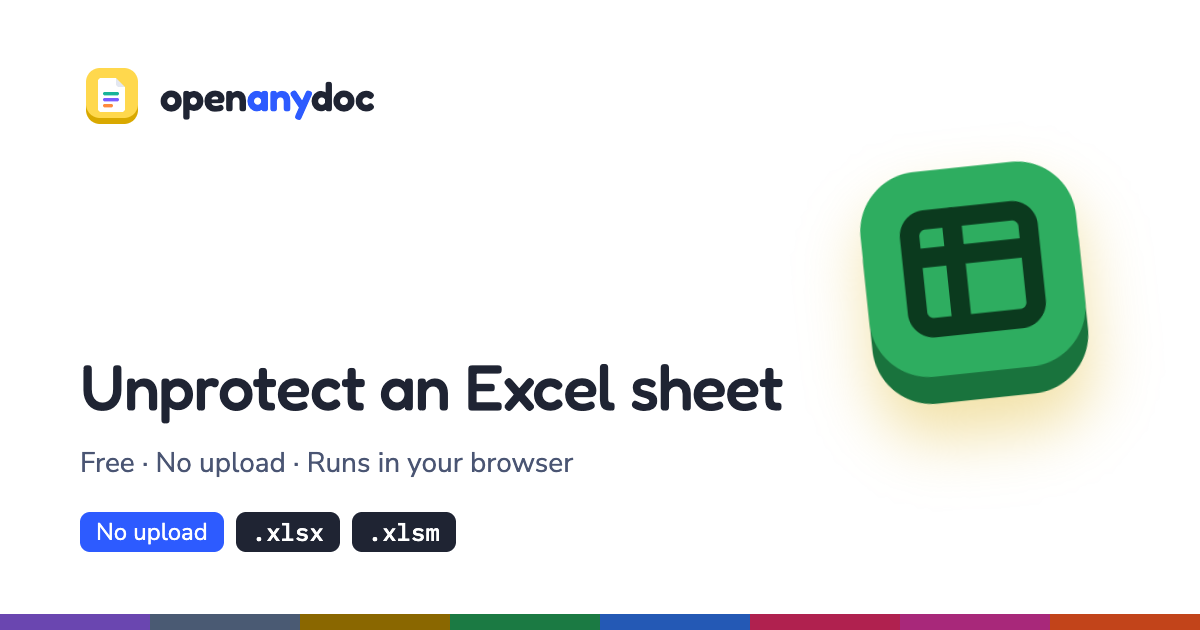 openanydoc
Unprotect an Excel sheet
Free · No upload · Runs in your browser
No upload .xlsx .xlsm